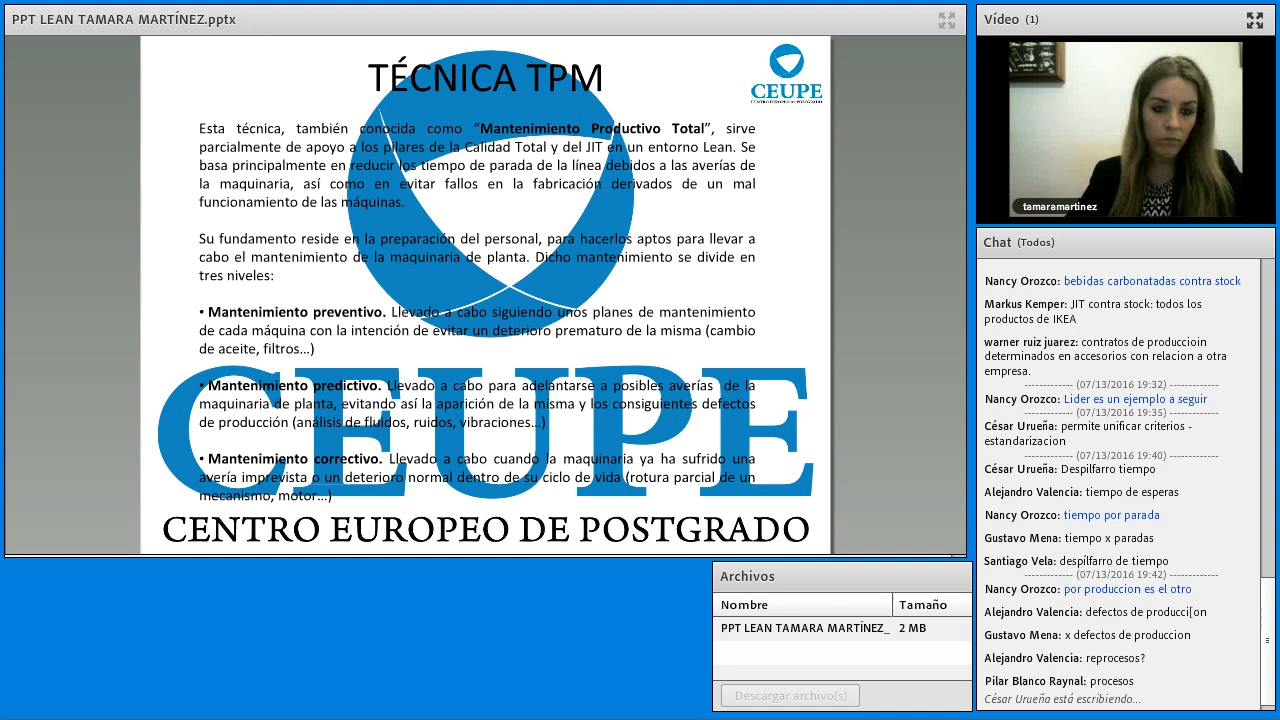 PPT LEAN TAMARA MARTÍNEZ.pptx
TÉCNICA TPM
CEUPE
CENTRO EUROPEO DE POSTGRADO
Esta técnica, también conocida como “Mantenimiento Productivo Total”, sirve
parcialmente de apoyo a los pilares de la Calidad Total y del JIT en un entorno Lean. Se
basa principalmente en reducir los tiempo de parada de la línea debidos a las averías de
la maquinaria, así como en evitar fallos en la fabricación derivados de un mal
funcionamiento de las máquinas.
Su fundamento reside en la preparación del personal, para hacerlos aptos para llevar a
cabo el mantenimiento de la maquinaria de planta. Dicho mantenimiento se divide en
tres niveles:
• Mantenimiento preventivo. Llevado a cabo siguiendo unos planes de mantenimiento
de cada máquina con la intención de evitar un deterioro prematuro de la misma (cambio
de aceite, filtros…)
• Mantenimiento predictivo. Llevado a cabo para adelantarse a posibles averías de la
maquinaria de planta, evitando así la aparición de la misma y los consiguientes defectos
de producción (análisis de fluidos, ruidos, vibraciones…)
• Mantenimiento correctivo. Llevado a cabo cuando la maquinaria ya ha sufrido una
avería imprevista o un deterioro normal dentro de su ciclo de vida (rotura parcial de un
mecanismo, motor…)
CEUPE
CENTRO EUROPEO DE POSTGRADO
Vídeo (1)
tamaramartinez
Chat (Todos)
Nancy Orozco: bebidas carbonatadas contra stock
Markus Kemper: JIT contra stock: todos los
productos de IKEA
warner ruiz juarez: contratos de produccioin
determinados en accesorios con relacion a otra
empresa.
------------- (07/13/2016 19:32) -------------
Nancy Orozco: Lider es un ejemplo a seguir
------------- (07/13/2016 19:35) -------------
César Urueña: permite unificar criterios -
estandarizacion
------------- (07/13/2016 19:40) -------------
César Urueña: Despilfarro tiempo
Alejandro Valencia: tiempo de esperas
Nancy Orozco: tiempo por parada
Gustavo Mena: tiempo x paradas
Santiago Vela: despílfarro de tiempo
------------- (07/13/2016 19:42) -------------
Nancy Orozco: por produccion es el otro
Alejandro Valencia: defectos de producci[on
Gustavo Mena: x defectos de produccion
Alejandro Valencia: reprocesos?
Pilar Blanco Raynal: procesos
César Urueña está escribiendo...
Archivos
Nombre Tamaño
PPT LEAN TAMARA MARTÍNEZ_ 2 MB
Descargar archivo(s)